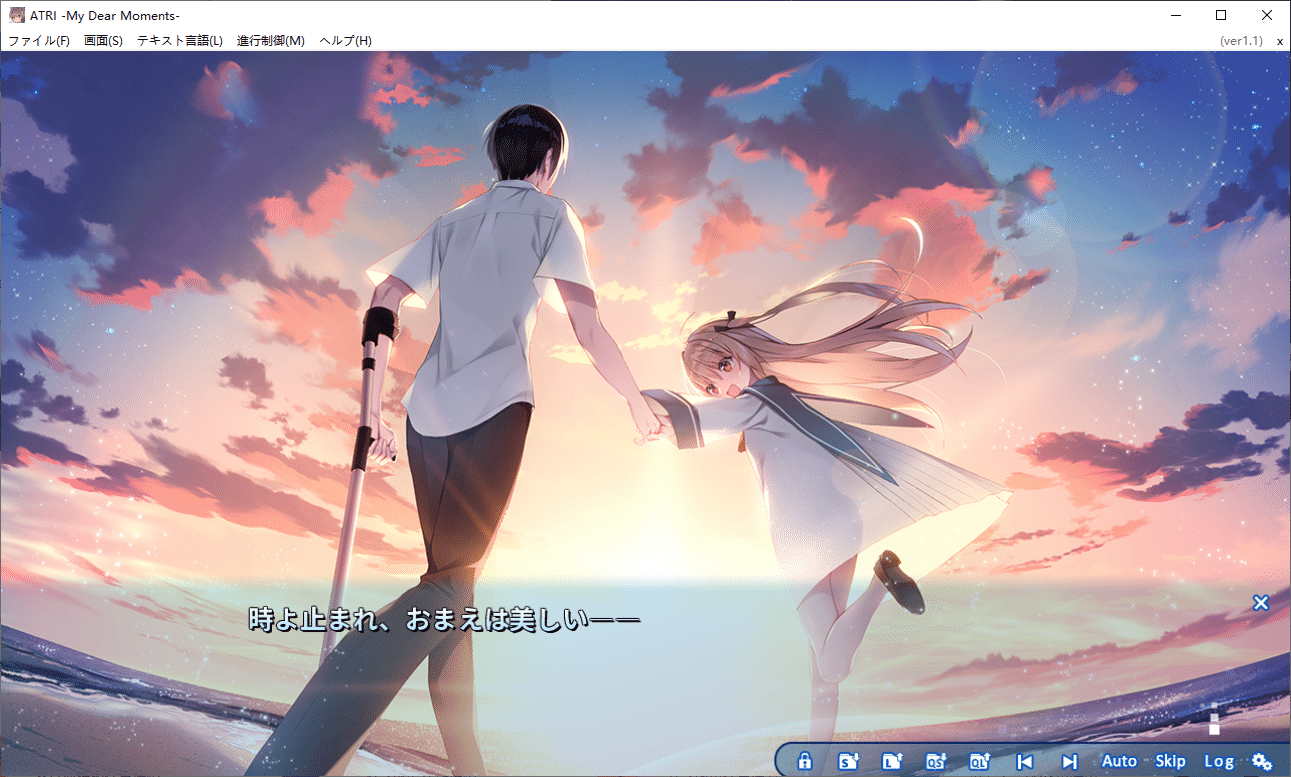 ATRI -My Dear Moments-
ファイル(F) 画面(S) テキスト言語(L) 進行制御(M) ヘルプ(H) (ver1.1) x
時よ止まれ、おまえは美しい――
S L QS QL Auto Skip Log